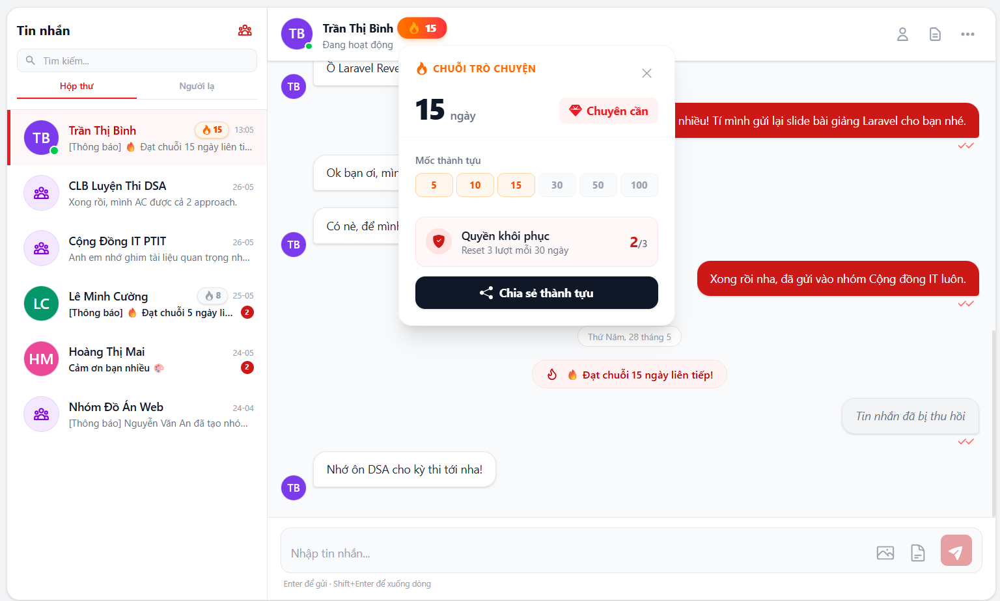 Tin nhắn
Tìm kiếm...
Hộp thư
Người lạ
TB
Trần Thị Bình
15
13:05
[Thông báo] 🔥 Đạt chuỗi 15 ngày liên ti...
CLB Luyện Thi DSA
26-05
Xong rồi, mình AC được cả 2 approach.
Cộng Đồng IT PTIT
26-05
Anh em nhớ ghim tài liệu quan trọng nh...
LC
Lê Minh Cường
8
25-05
[Thông báo] 🔥 Đạt chuỗi 5 ngày li...
2
HM
Hoàng Thị Mai
24-05
Cảm ơn bạn nhiều 🎨
2
Nhóm Đồ Án Web
24-04
[Thông báo] Nguyễn Văn An đã tạo nhó...
TB
Trần Thị Bình
15
Đang hoạt động
Ồ Laravel Reve
TB
CHUỖI TRÒ CHUYỆN
15 ngày
Chuyên cần
Mốc thành tựu
5
10
15
30
50
100
Quyền khôi phục
Reset 3 lượt mỗi 30 ngày
2/3
Chia sẻ thành tựu
nhiều! Tí mình gửi lại slide bài giảng Laravel cho bạn nhé.
Ok bạn ơi, mìn
Có nè, để mình
TB
Xong rồi nha, đã gửi vào nhóm Cộng đồng IT luôn.
Thứ Năm, 28 tháng 5
🔥 Đạt chuỗi 15 ngày liên tiếp!
Tin nhắn đã bị thu hồi
Nhớ ôn DSA cho kỳ thi tới nha!
TB
Nhập tin nhắn...
Enter để gửi · Shift+Enter để xuống dòng